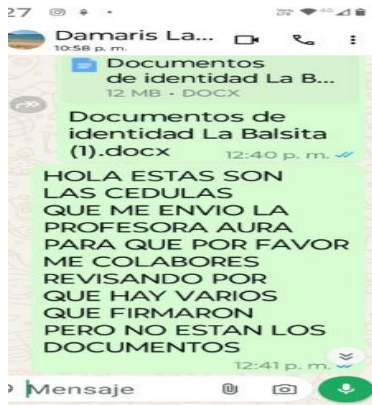 27
Damaris La...
10:58 p. m.
Documentos
de identidad La B...
12 MB • DOCX
Documentos de
identidad La Balsita
(1).docx
12:40 p. m.
HOLA ESTAS SON
LAS CEDULAS
QUE ME ENVIO LA
PROFESORA AURA
PARA QUE POR FAVOR
ME COLABORES
REVISANDO POR
QUE HAY VARIOS
QUE FIRMARON
PERO NO ESTAN LOS
DOCUMENTOS
12:41 p. m.
Mensaje